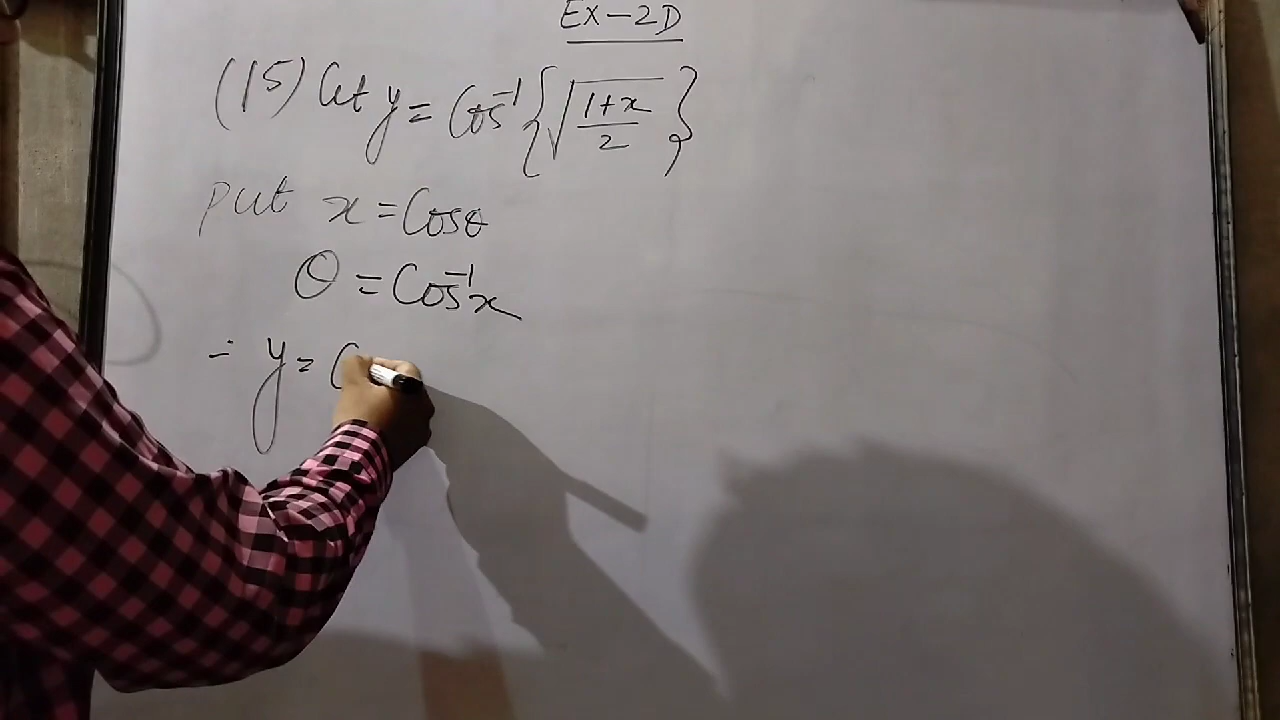 Ex-2D
(15) Let y = Cos⁻¹{√(1+x/2)}
put x = Cosθ
θ = Cos⁻¹x
∴ y = C